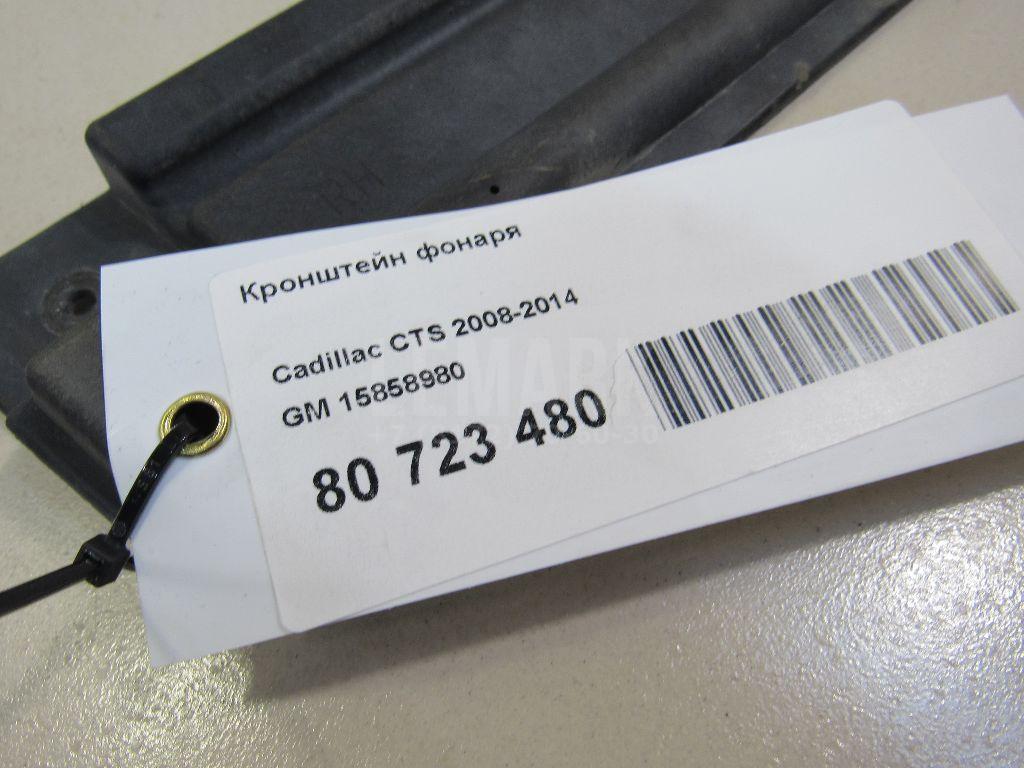 Кронштейн фонаря
Cadillac CTS 2008-2014
GM 15858980
80 723 480